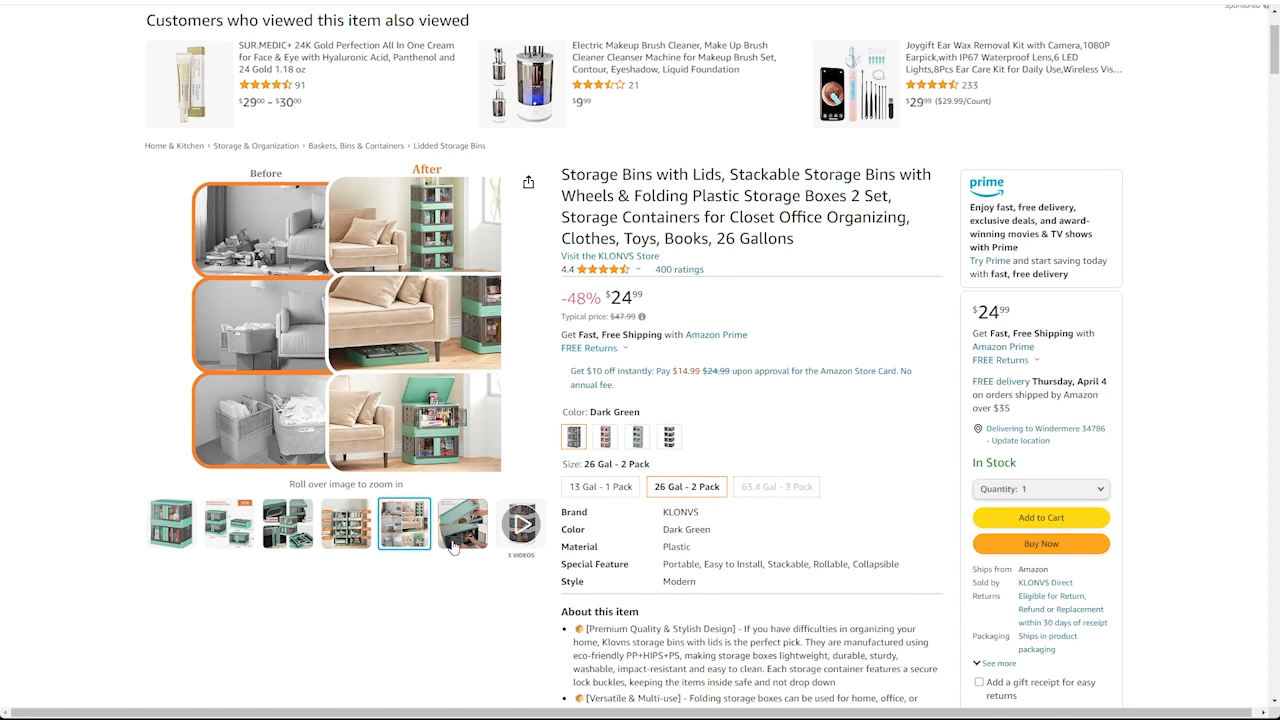 Sponsored
Customers who viewed this item also viewed
SUR.MEDIC+ 24K Gold Perfection All In One Cream
for Face & Eye with Hyaluronic Acid, Panthenol and
24 Gold 1.18 oz
91
$29.00 – $30.00
Electric Makeup Brush Cleaner, Make Up Brush
Cleaner Cleanser Machine for Makeup Brush Set,
Contour, Eyeshadow, Liquid Foundation
21
$9.99
Joygift Ear Wax Removal Kit with Camera,1080P
Earpick,with IP67 Waterproof Lens,6 LED
Lights,8Pcs Ear Care Kit for Daily Use,Wireless Vis…
233
$29.99 ($29.99/Count)
Home & Kitchen › Storage & Organization › Baskets, Bins & Containers › Lidded Storage Bins
Before
After
Roll over image to zoom in
3 VIDEOS
Storage Bins with Lids, Stackable Storage Bins with
Wheels & Folding Plastic Storage Boxes 2 Set,
Storage Containers for Closet Office Organizing,
Clothes, Toys, Books, 26 Gallons
Visit the KLONVS Store
4.4
400 ratings
-48% $24.99
Typical price: $47.99
Get Fast, Free Shipping with Amazon Prime
FREE Returns
Get $10 off instantly: Pay $14.99 $24.99 upon approval for the Amazon Store Card. No
annual fee.
Color: Dark Green
Size: 26 Gal - 2 Pack
13 Gal - 1 Pack
26 Gal - 2 Pack
63.4 Gal - 3 Pack
Brand KLONVS
Color Dark Green
Material Plastic
Special Feature Portable, Easy to Install, Stackable, Rollable, Collapsible
Style Modern
About this item
• [Premium Quality & Stylish Design] - If you have difficulties in organizing your
home, Klovns storage bins with lids is the perfect pick. They are manufactured using
eco-friendly PP+HIPS+PS, making storage boxes lightweight, durable, sturdy,
washable, impact-resistant and easy to clean. Each storage container features a secure
lock buckles, keeping the items inside safe and not drop down
• [Versatile & Multi-use] - Folding storage boxes can be used for home, office, or
prime
Enjoy fast, free delivery,
exclusive deals, and award-
winning movies & TV shows
with Prime
Try Prime and start saving today
with fast, free delivery
$24.99
Get Fast, Free Shipping with
Amazon Prime
FREE Returns
FREE delivery Thursday, April 4
on orders shipped by Amazon
over $35
Delivering to Windermere 34786
- Update location
In Stock
Quantity: 1
Add to Cart
Buy Now
Ships from Amazon
Sold by KLONVS Direct
Returns Eligible for Return,
Refund or Replacement
within 30 days of receipt
Packaging Ships in product
packaging
See more
Add a gift receipt for easy
returns